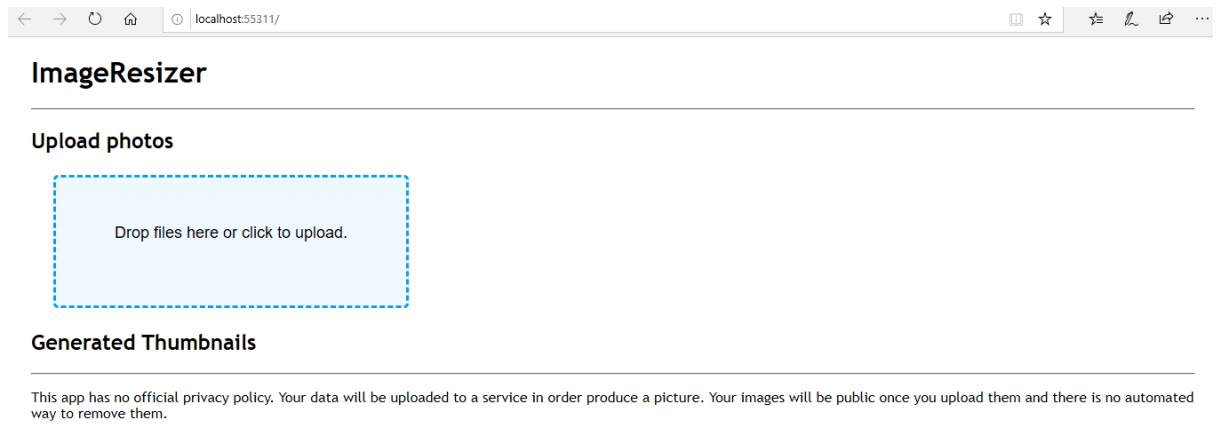 localhost:55311/
ImageResizer
Upload photos
Drop files here or click to upload.
Generated Thumbnails
This app has no official privacy policy. Your data will be uploaded to a service in order produce a picture. Your images will be public once you upload them and there is no automated
way to remove them.